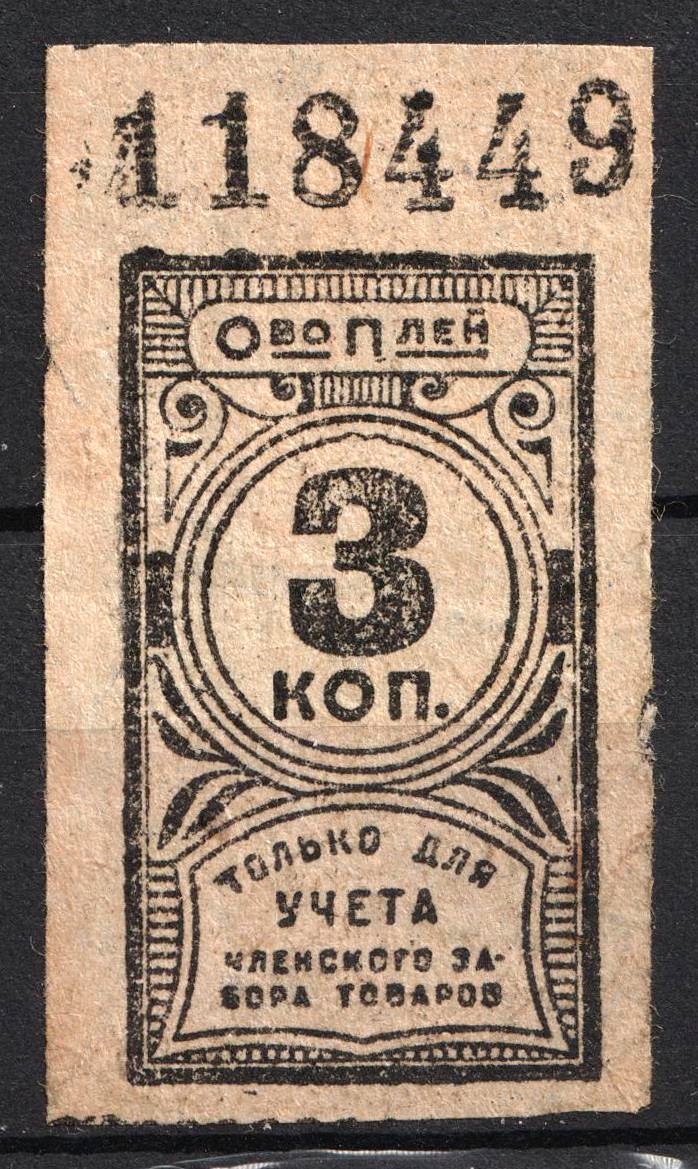 118449
ОВОПЛЕЙ
3
КОП.
ТОЛЬКО ДЛЯ
УЧЕТА
ЧЛЕНСКОГО ЗА-
БОРА ТОВАРОВ